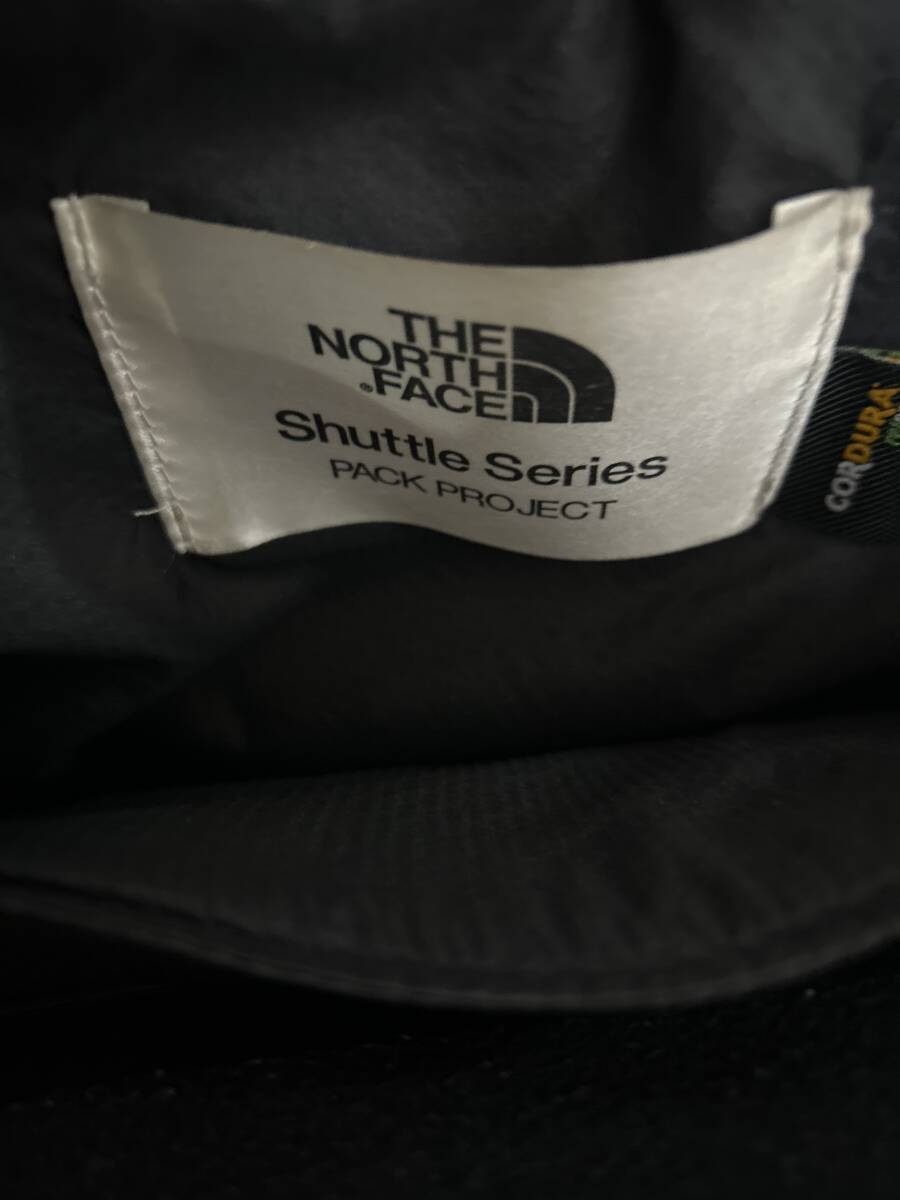 THE
NORTH
®FACE
Shuttle Series
PACK PROJECT
CORDURA